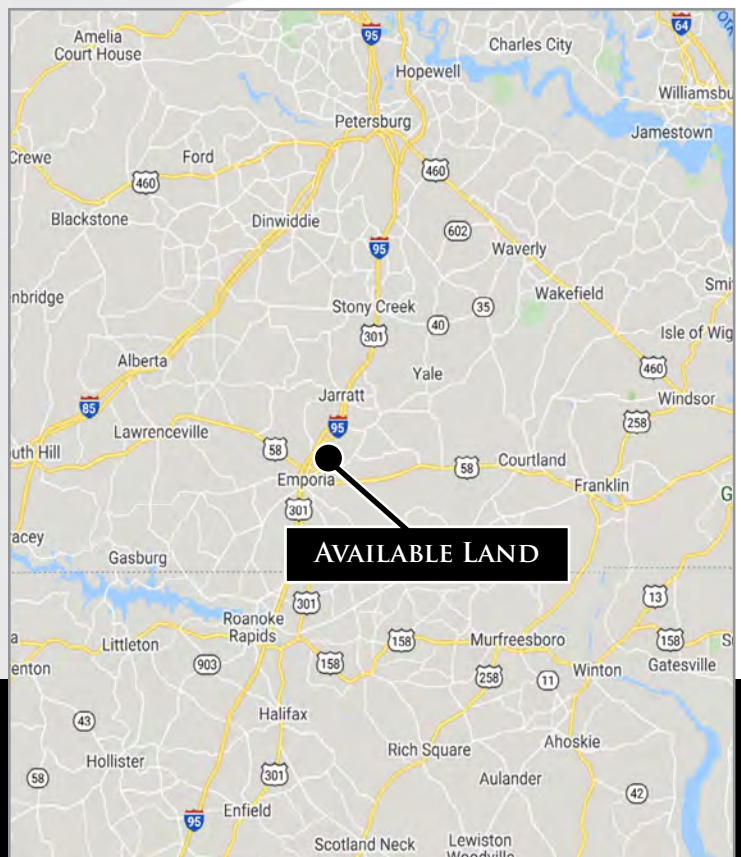 95
64
Amelia
Court House
Charles City
Hopewell
Williamsbu
Petersburg
Jamestown
Crewe
Ford
460
460
Blackstone
Dinwiddie
602
Waverly
95
nbridge
Stony Creek
35
Wakefield
Smi
301
40
Isle of Wig
Alberta
Yale
460
Jarratt
85
Windsor
95
258
Lawrenceville
58
uth Hill
58
Courtland
Emporia
Franklin
G
301
acey
Gasburg
Available Land
13
301
Roanoke
Rapids
158
Murfreesboro
158
S
a
Littleton
enton
903
158
258
11
Winton
Gatesville
43
Halifax
Hollister
Rich Square
Ahoskie
58
301
Aulander
42
Enfield
95
Scotland Neck
Lewiston
Woodville